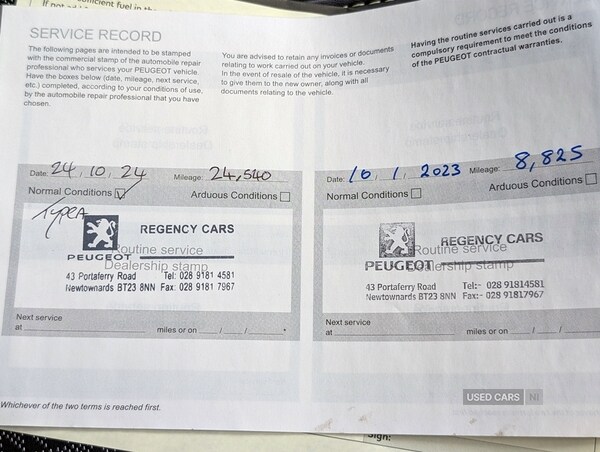 If not
icient fuel in th
SERVICE RECORD
The following pages are intended to be stamped
with the commercial stamp of the automobile repair
professional who services your PEUGEOT vehicle.
Have the boxes below (date, mileage, next service,
etc.) completed, according to your conditions of use,
by the automobile repair professional that you have
chosen.
You are advised to retain any invoices or documents
relating to work carried out on your vehicle.
In the event of resale of the vehicle, it is necessary
to give them to the new owner, along with all
documents relating to the vehicle.
Having the routine services carried out is a
compulsory requirement to meet the conditions
of the PEUGEOT contractual warranties.
Date: 24, 10, 24 Mileage: 24,540
Normal Conditions Arduous Conditions
Type A
REGENCY CARS
Routine service
PEUGEOT
Dealership stamp
43 Portaferry Road Tel: 028 9181 4581
Newtownards BT23 8NN Fax: 028 9181 7967
Next service
at miles or on / / *
Date: 16, 1, 2023 Mileage: 8,825
Normal Conditions Arduous Conditions
REGENCY CARS
Routine service
PEUGEOT
Dealership stamp
43 Portaferry Road Tel:- 028 91814581
Newtownards BT23 8NN Fax:- 028 91817967
Next service
at miles or on / /
USED CARS NI
Whichever of the two terms is reached first.
Sign: